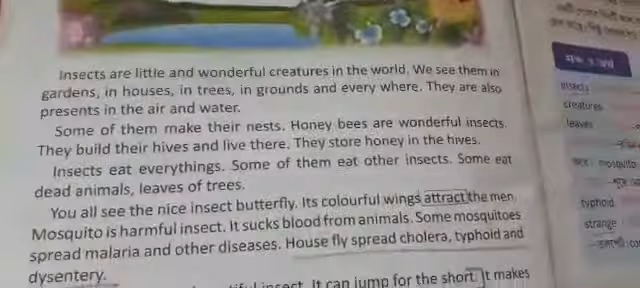 Insects are little and wonderful creatures in the world. We see them in
gardens, in houses, in trees, in grounds and every where. They are also
presents in the air and water.
Some of them make their nests. Honey bees are wonderful insects.
They build their hives and live there. They store honey in the hives.
Insects eat everythings. Some of them eat other insects. Some eat
dead animals, leaves of trees.
You all see the nice insect butterfly. Its colourful wings attract the men.
Mosquito is harmful insect. It sucks blood from animals. Some mosquitoes
spread malaria and other diseases. House fly spread cholera, typhoid and
dysentery.
insect. It can jump for the short. It makes
insects
creatures
leaves
mosquito
typhoid
strange